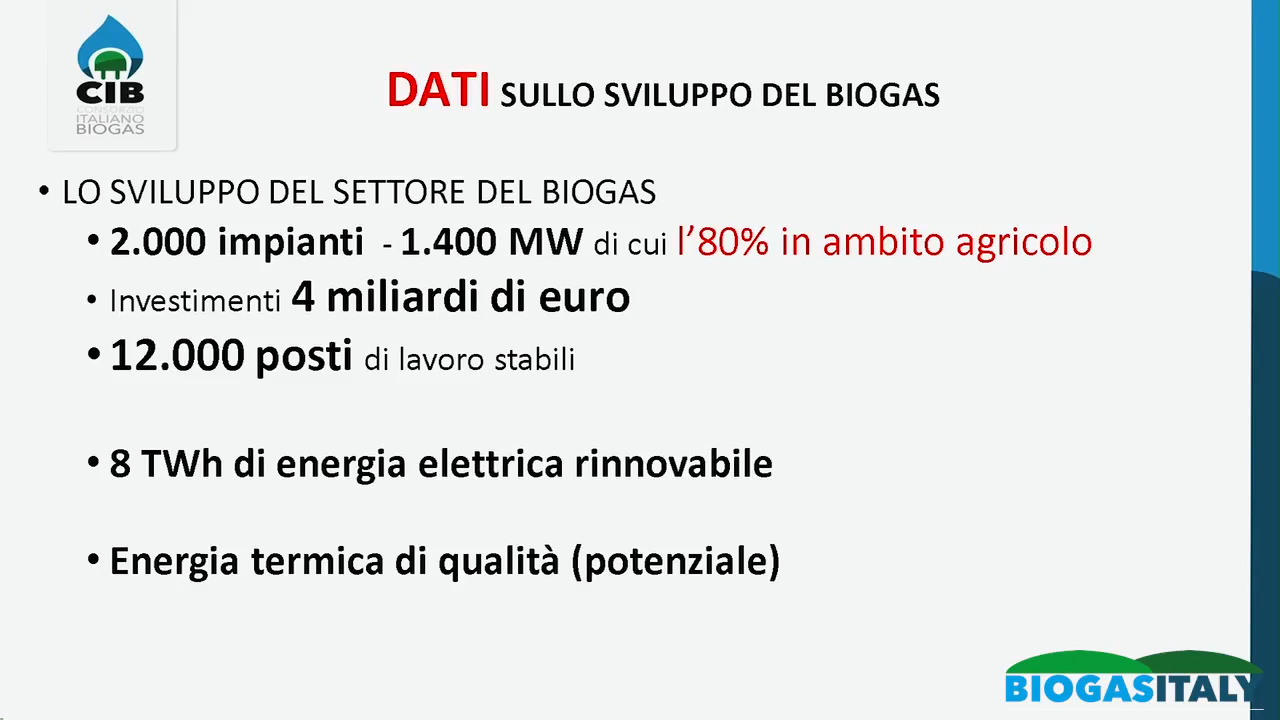 CIB
CONSORZIO
ITALIANO
BIOGAS
DATI SULLO SVILUPPO DEL BIOGAS
• LO SVILUPPO DEL SETTORE DEL BIOGAS
• 2.000 impianti - 1.400 MW di cui l’80% in ambito agricolo
• Investimenti 4 miliardi di euro
• 12.000 posti di lavoro stabili
• 8 TWh di energia elettrica rinnovabile
• Energia termica di qualità (potenziale)
BIOGASITALY